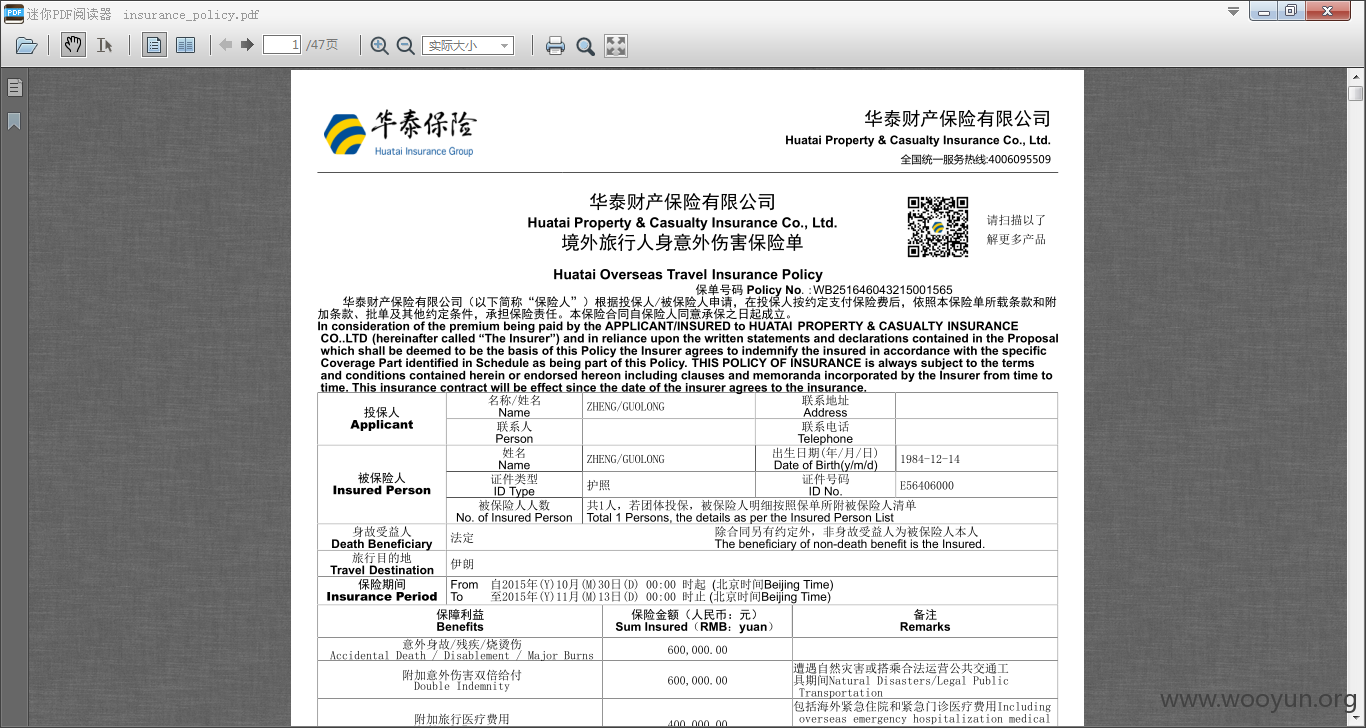 迷你PDF阅读器 insurance_policy.pdf
1 /47页 实际大小
华泰保险
Huatai Insurance Group
华泰财产保险有限公司
Huatai Property & Casualty Insurance Co., Ltd.
全国统一服务热线:4006095509
华泰财产保险有限公司
Huatai Property & Casualty Insurance Co., Ltd.
境外旅行人身意外伤害保险单
请扫描以了
解更多产品
Huatai Overseas Travel Insurance Policy
保单号码 Policy No. :WB251646043215001565
华泰财产保险有限公司（以下简称“保险人”）根据投保人/被保险人申请，在投保人按约定支付保险费后，依照本保险单所载条款和附
加条款、批单及其他约定条件，承担保险责任。本保险合同自保险人同意承保之日起成立。
In consideration of the premium being paid by the APPLICANT/INSURED to HUATAI PROPERTY & CASUALTY INSURANCE
CO..LTD (hereinafter called “The Insurer”) and in reliance upon the written statements and declarations contained in the Proposal
which shall be deemed to be the basis of this Policy the Insurer agrees to indemnify the insured in accordance with the specific
Coverage Part identified in Schedule as being part of this Policy. THIS POLICY OF INSURANCE is always subject to the terms
and conditions contained herein or endorsed hereon including clauses and memoranda incorporated by the Insurer from time to
time. This insurance contract will be effect since the date of the insurer agrees to the insurance.
投保人
Applicant
名称/姓名
Name
ZHENG/GUOLONG
联系地址
Address
联系人
Person
联系电话
Telephone
被保险人
Insured Person
姓名
Name
ZHENG/GUOLONG
出生日期(年/月/日)
Date of Birth(y/m/d)
1984-12-14
证件类型
ID Type
护照
证件号码
ID No.
E56406000
被保险人人数
No. of Insured Person
共1人，若团体投保，被保险人明细按照保单所附被保险人清单
Total 1 Persons, the details as per the Insured Person List
身故受益人
Death Beneficiary
法定
除合同另有约定外，非身故受益人为被保险人本人
The beneficiary of non-death benefit is the Insured.
旅行目的地
Travel Destination
伊朗
保险期间
Insurance Period
From 自2015年(Y)10月(M)30日(D) 00:00 时起 (北京时间Beijing Time)
To 至2015年(Y)11月(M)13日(D) 00:00 时止 (北京时间Beijing Time)
保障利益
Benefits
保险金额（人民币：元）
Sum Insured（RMB：yuan）
备注
Remarks
意外身故/残疾/烧烫伤
Accidental Death / Disablement / Major Burns
600,000.00
附加意外伤害双倍给付
Double Indemnity
600,000.00
遭遇自然灾害或搭乘合法运营公共交通工
具期间Natural Disasters/Legal Public
Transportation
附加旅行医疗费用
400,000.00
包括海外紧急住院和紧急门诊医疗费用Including
overseas emergency hospitalization medical
www.wooyun.org